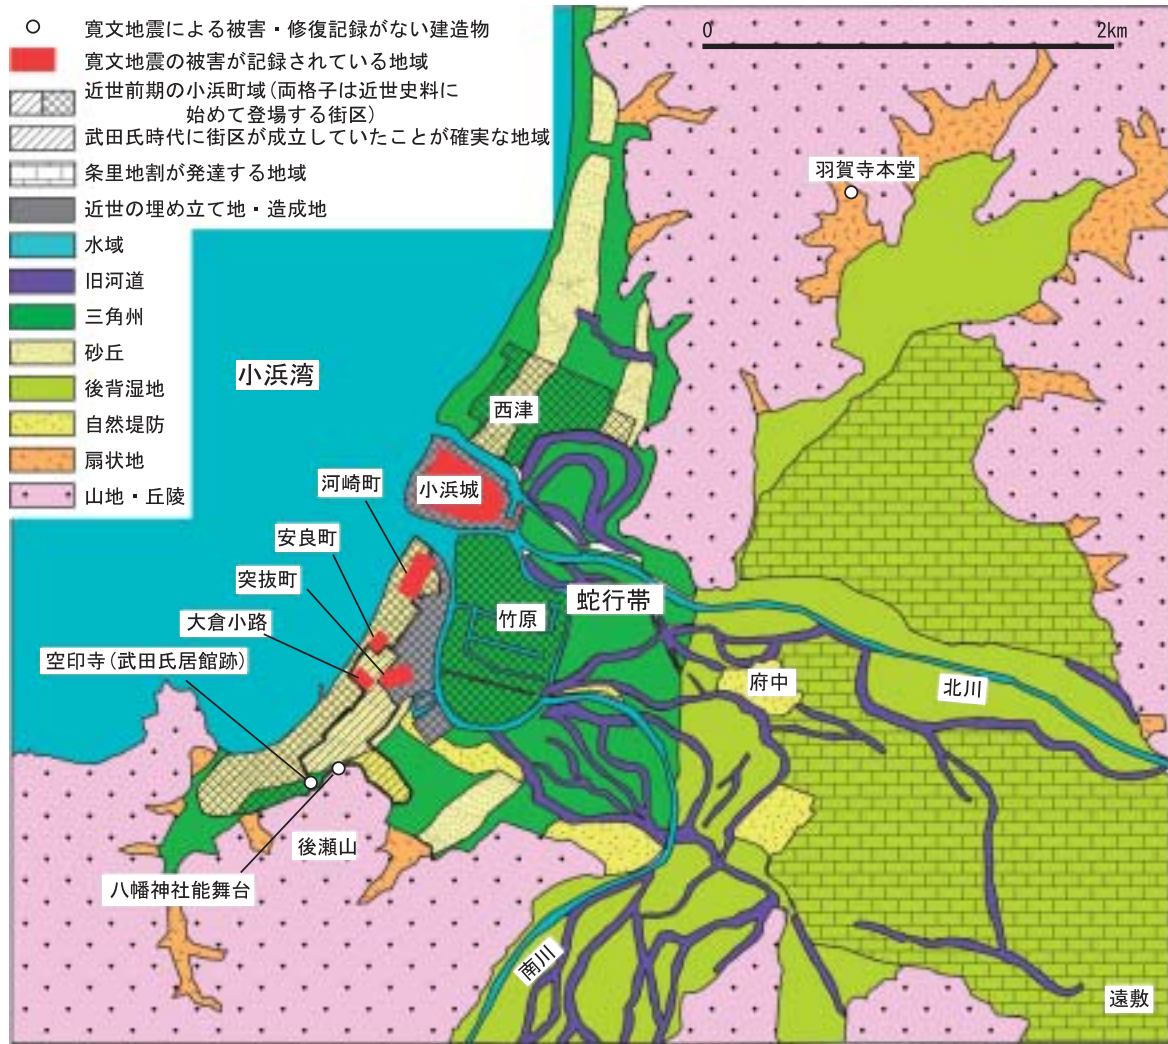 寛文地震による被害・修復記録がない建造物
寛文地震の被害が記録されている地域
近世前期の小浜町域(両格子は近世史料に
始めて登場する街区)
武田氏時代に街区が成立していたことが確実な地域
条里地割が発達する地域
近世の埋め立て地・造成地
水域
旧河道
三角州
砂丘
後背湿地
自然堤防
扇状地
山地・丘陵
0
2km
羽賀寺本堂
小浜湾
西津
小浜城
河崎町
安良町
突抜町
大倉小路
空印寺(武田氏居館跡)
竹原
蛇行帯
府中
北川
後瀬山
八幡神社能舞台
南川
遠敷